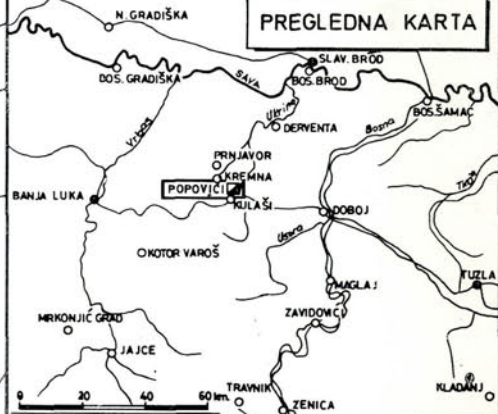 PREGLEDNA KARTA
N. GRADIŠKA
SLAV. BROD
BOS. GRADIŠKA
SAVA
BOS. BROD
Ukrina
BOS. ŠAMAC
Vrbas
DERVENTA
Bosna
PRNJAVOR
KREMNA
POPOVIĆI
BANJA LUKA
KULAŠI
DOBOJ
Tinja
Usora
KOTOR VAROŠ
TUZLA
MAGLAJ
ZAVIDOVIĆI
MRKONJIĆ GRAD
JAJCE
KLADANJ
TRAVNIK
ZENICA
0 20 40 60 km.